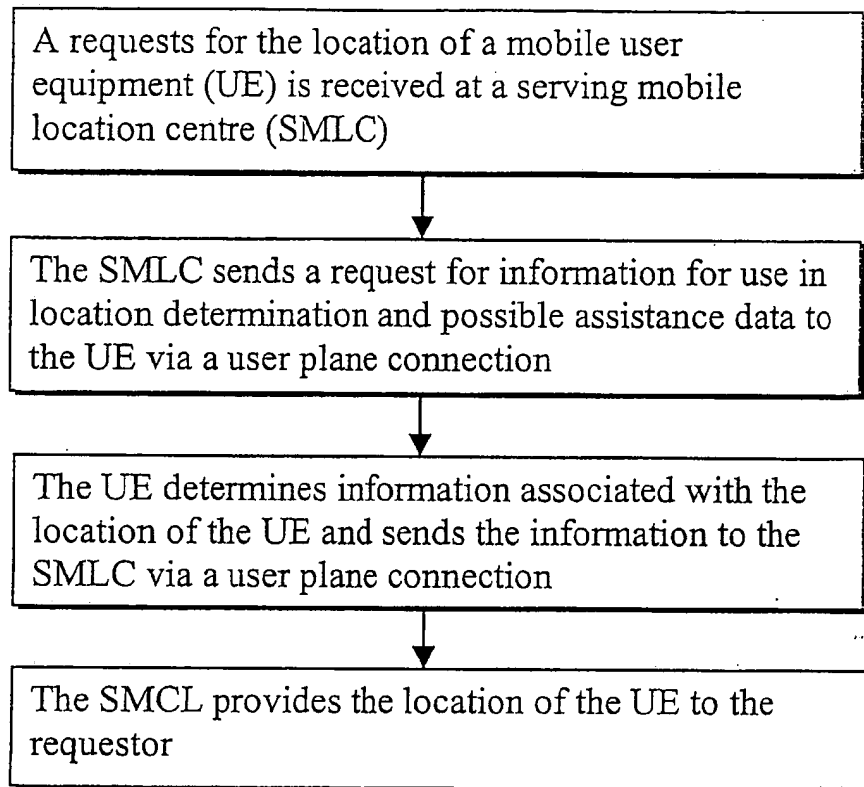 A requests for the location of a mobile user
equipment (UE) is received at a serving mobile
location centre (SMLC)
The SMLC sends a request for information for use in
location determination and possible assistance data to
the UE via a user plane connection
The UE determines information associated with the
location of the UE and sends the information to the
SMLC via a user plane connection
The SMCL provides the location of the UE to the
requestor